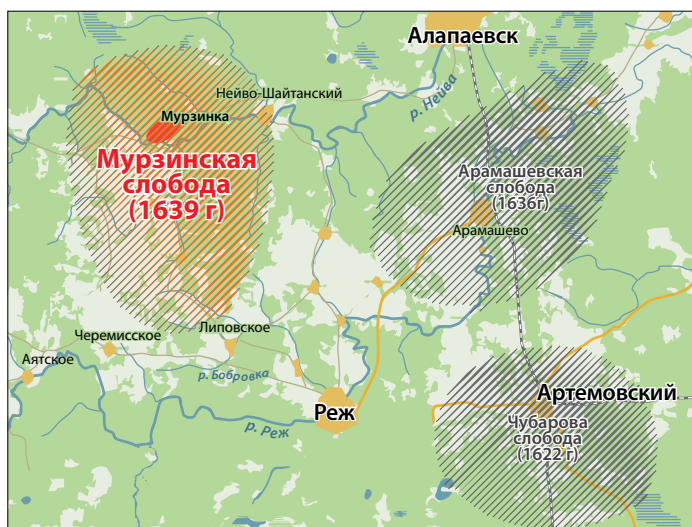 Алапаевск
Нейво-Шайтанский
р. Нейва
Мурзинка
Мурзинская
слобода
(1639 г)
Арамашевская
слобода
(1636г)
Арамашево
Черемисское
Липовское
Аятское
р. Бобровка
Реж
р. Реж
Артемовский
Чубарова
слобода
(1622 г)